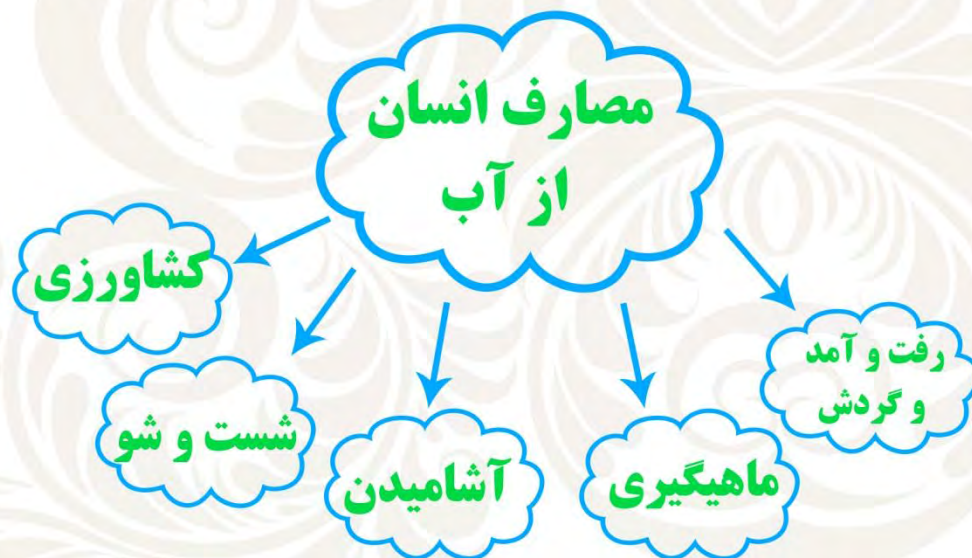 مصارف انسان
از آب
رفت و آمد
و گردش
ماهیگیری
آشامیدن
شست و شو
کشاورزی